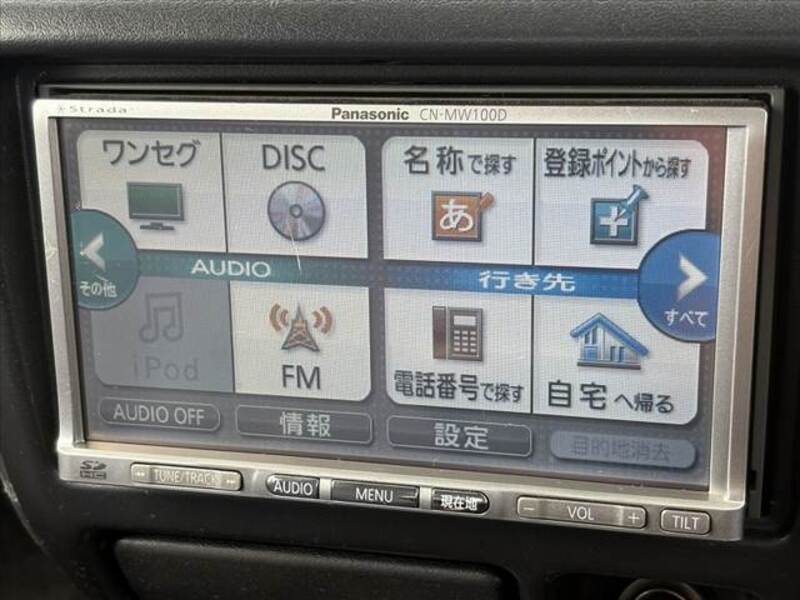 Strada
Panasonic CN-MW100D
ワンセグ
DISC
名称で探す
登録ポイントから探す
あ
その他
AUDIO
行き先
すべて
iPod
FM
電話番号で探す
自宅へ帰る
AUDIO OFF
情報
設定
目的地消去
SD HC
TUNE/TRACK
AUDIO
MENU
現在地
− VOL +
TILT